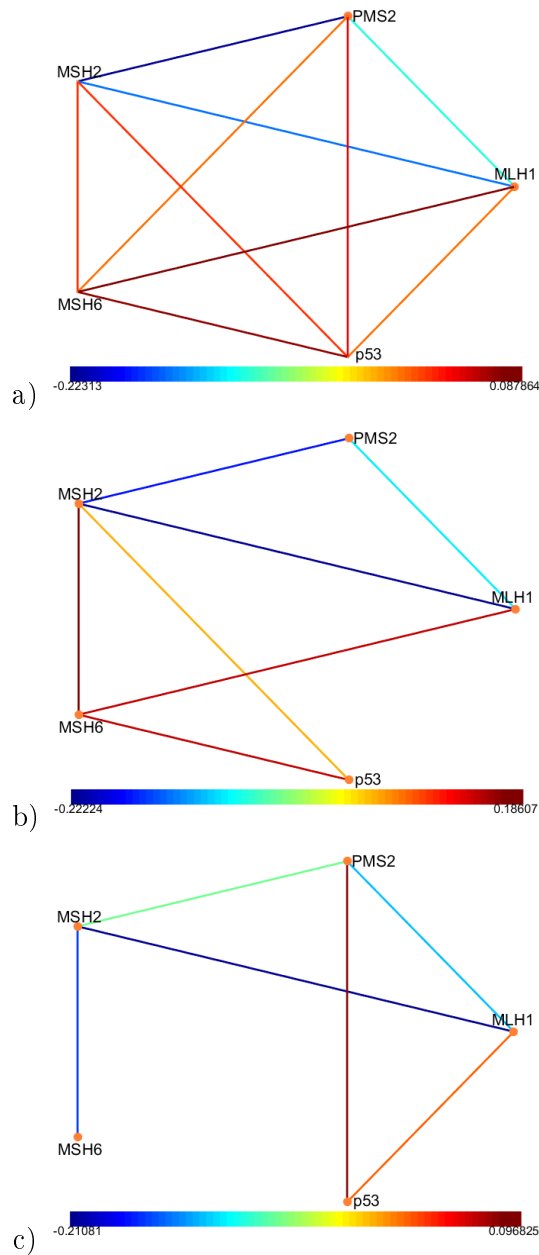 PMS2
MSH2
MLH1
MSH6
p53
a) -0.22313 0.087864
PMS2
MSH2
MLH1
MSH6
p53
b) -0.22224 0.18607
PMS2
MSH2
MLH1
MSH6
p53
c) -0.21081 0.096825